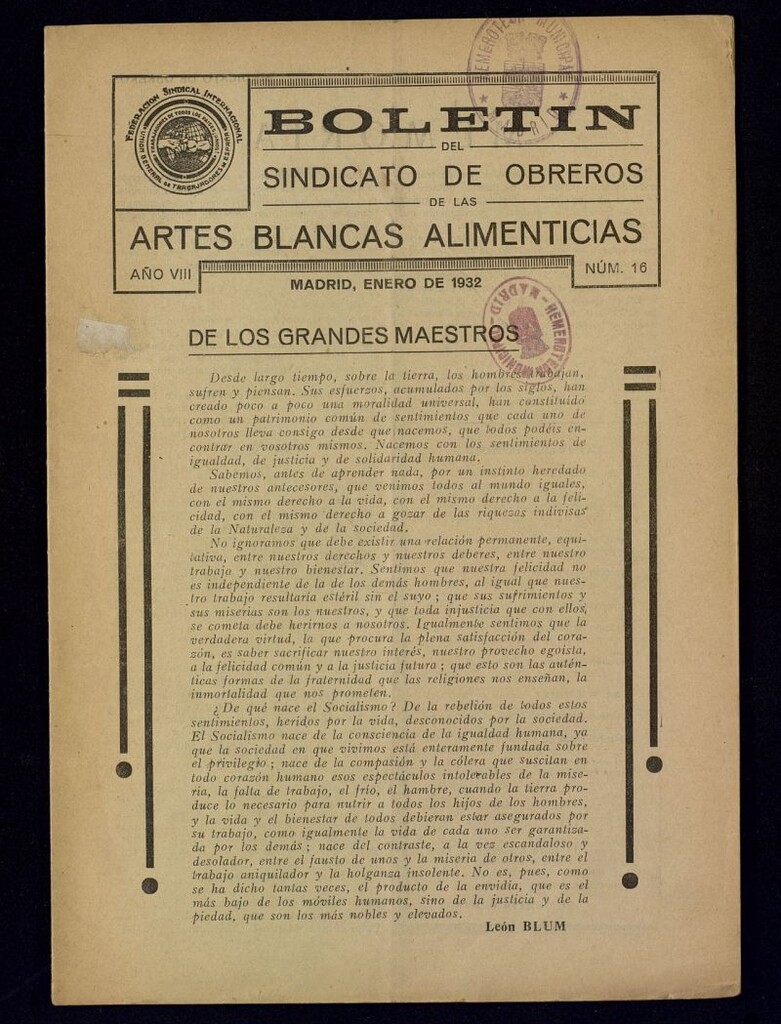 FEDERACIÓN SINDICAL INTERNACIONAL
UNIÓN GENERAL DE TRABAJADORES DE ESPAÑA
HEMEROTECA MUNICIPAL
BOLETIN
DEL
SINDICATO DE OBREROS
DE LAS
ARTES BLANCAS ALIMENTICIAS
AÑO VIII
MADRID, ENERO DE 1932
NÚM. 16
HEMEROTECA MUNICIPAL - MADRID -
DE LOS GRANDES MAESTROS
Desde largo tiempo, sobre la tierra, los hombres trabajan,
sufren y piensan. Sus esfuerzos, acumulados por los siglos, han
creado poco a poco una moralidad universal, han constituído
como un patrimonio común de sentimientos que cada uno de
nosotros lleva consigo desde que nacemos, que todos podéis en-
contrar en vosotros mismos. Nacemos con los sentimientos de
igualdad, de justicia y de solidaridad humana.
Sabemos, antes de aprender nada, por un instinto heredado
de nuestros antecesores, que venimos todos al mundo iguales,
con el mismo derecho a la vida, con el mismo derecho a la feli-
cidad, con el mismo derecho a gozar de las riquezas indivisas
de la Naturaleza y de la sociedad.
No ignoramos que debe existir una relación permanente, equi-
tativa, entre nuestros derechos y nuestros deberes, entre nuestro
trabajo y nuestro bienestar. Sentimos que nuestra felicidad no
es independiente de la de los demás hombres, al igual que nues-
tro trabajo resultaría estéril sin el suyo; que sus sufrimientos y
sus miserias son los nuestros, y que toda injusticia que con ellos
se cometa debe herirnos a nosotros. Igualmente sentimos que la
verdadera virtud, la que procura la plena satisfacción del cora-
zón, es saber sacrificar nuestro interés, nuestro provecho egoísta,
a la felicidad común y a la justicia futura; que esto son las autén-
ticas formas de la fraternidad que las religiones nos enseñan, la
inmortalidad que nos prometen.
¿De qué nace el Socialismo? De la rebelión de todos estos
sentimientos, heridos por la vida, desconocidos por la sociedad.
El Socialismo nace de la consciencia de la igualdad humana, ya
que la sociedad en que vivimos está enteramente fundada sobre
el privilegio; nace de la compasión y la cólera que suscitan en
todo corazón humano esos espectáculos intolerables de la mise-
ria, la falta de trabajo, el frío, el hambre, cuando la tierra pro-
duce lo necesario para nutrir a todos los hijos de los hombres,
y la vida y el bienestar de todos debieran estar asegurados por
su trabajo, como igualmente la vida de cada uno ser garantiza-
da por los demás; nace del contraste, a la vez escandaloso y
desolador, entre el fausto de unos y la miseria de otros, entre el
trabajo aniquilador y la holganza insolente. No es, pues, como
se ha dicho tantas veces, el producto de la envidia, que es el
más bajo de los móviles humanos, sino de la justicia y de la
piedad, que son los más nobles y elevados.
León BLUM